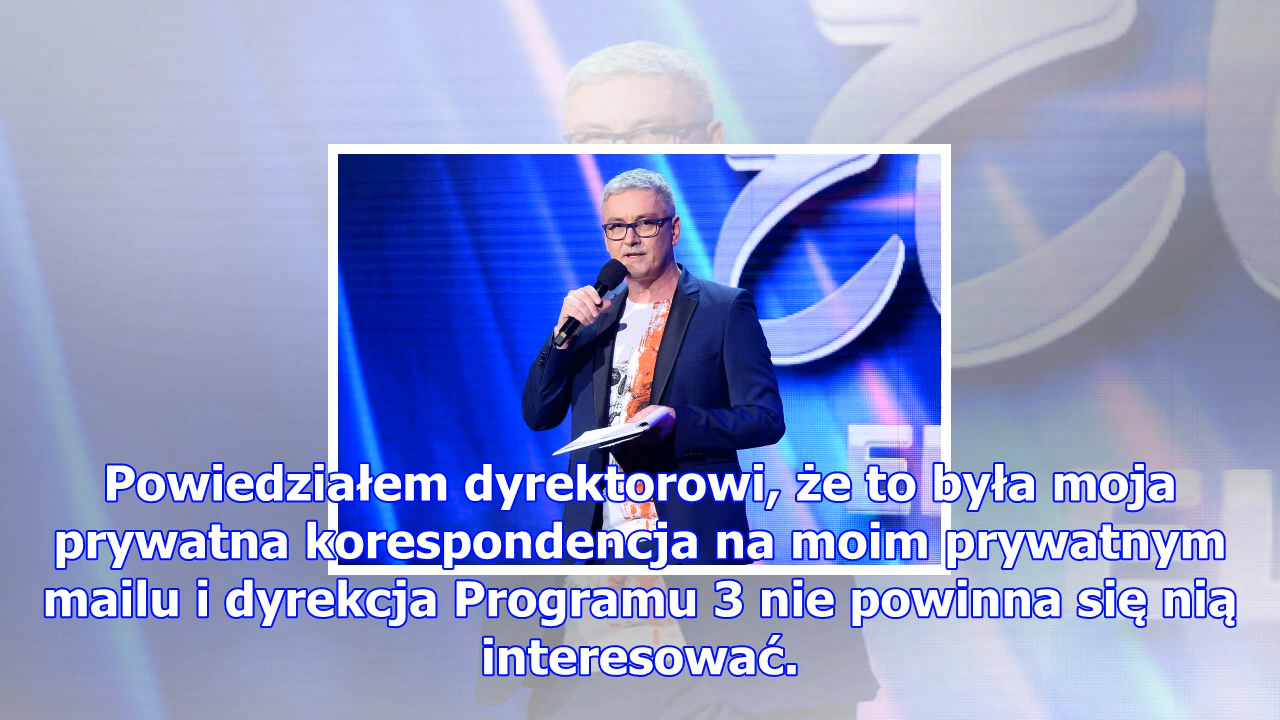 Powiedziałem dyrektorowi, że to była moja
prywatna korespondencja na moim prywatnym
mailu i dyrekcja Programu 3 nie powinna się nią
interesować.